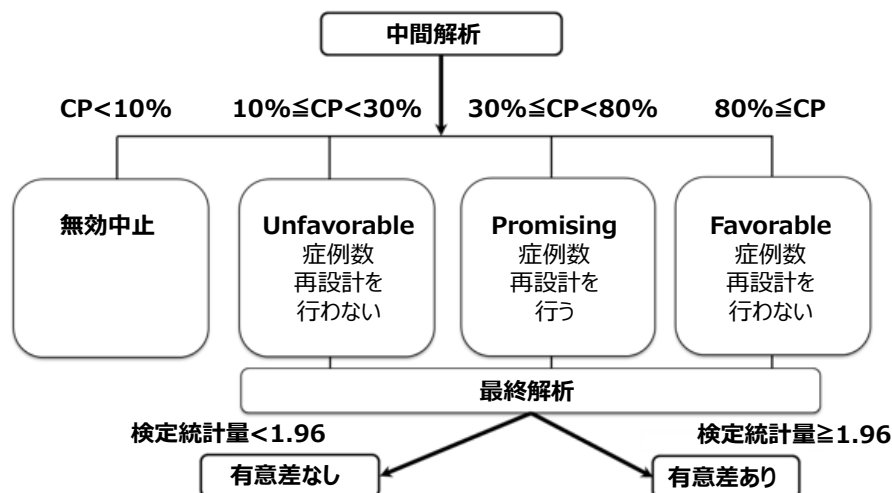 中間解析
CP<10%
10%≦CP<30%
30%≦CP<80%
80%≦CP
無効中止
Unfavorable
症例数
再設計を
行わない
Promising
症例数
再設計を
行う
Favorable
症例数
再設計を
行わない
最終解析
検定統計量<1.96
検定統計量≧1.96
有意差なし
有意差あり